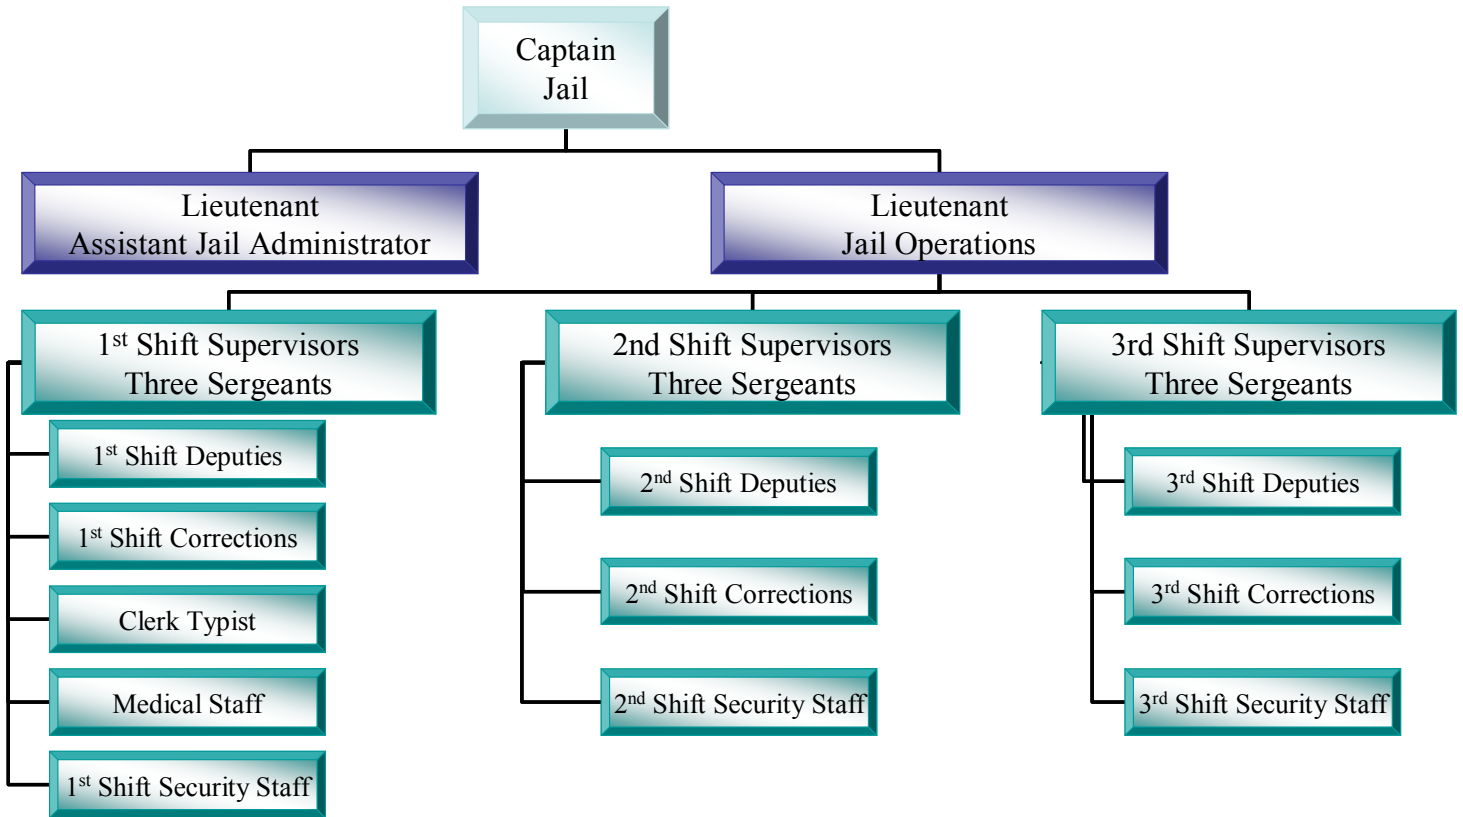 Captain
Jail
Lieutenant
Assistant Jail Administrator
Lieutenant
Jail Operations
1st Shift Supervisors
Three Sergeants
2nd Shift Supervisors
Three Sergeants
3rd Shift Supervisors
Three Sergeants
1st Shift Deputies
1st Shift Corrections
Clerk Typist
Medical Staff
1st Shift Security Staff
2nd Shift Deputies
2nd Shift Corrections
2nd Shift Security Staff
3rd Shift Deputies
3rd Shift Corrections
3rd Shift Security Staff